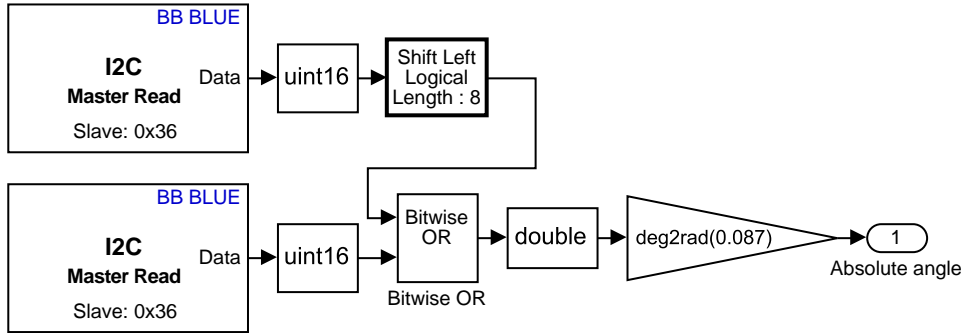 BB BLUE
I2C
Master Read
Slave: 0x36
Data
uint16
Shift Left
Logical
Length : 8
BB BLUE
I2C
Master Read
Slave: 0x36
Data
uint16
Bitwise
OR
Bitwise OR
double
deg2rad(0.087)
1
Absolute angle